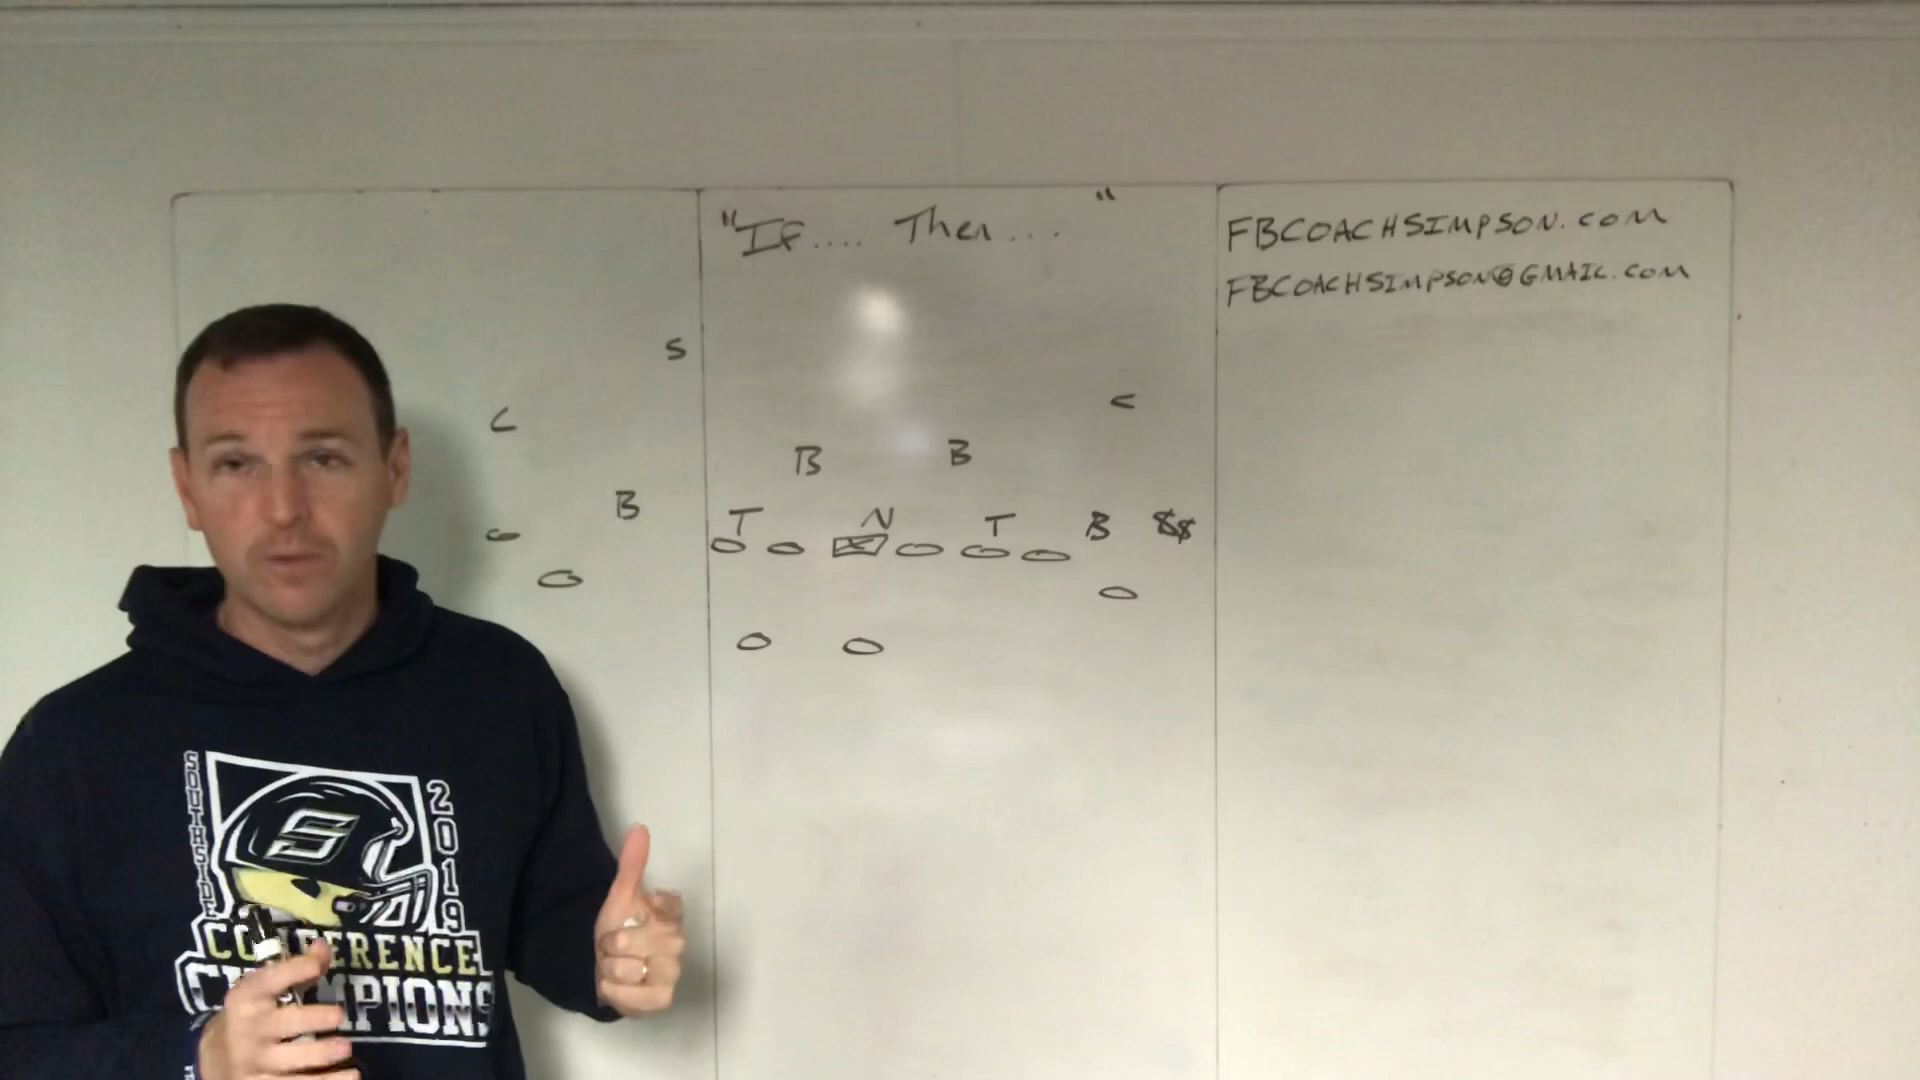 "If.... Then... "
FBCOACHSIMPSON.COM
FBCOACHSIMPSON@GMAIL.COM
S
C
C
B
B
B
T
N
T
B
$$
SOUTHSIDE
2019
S
CONFERENCE
CHAMPIONS